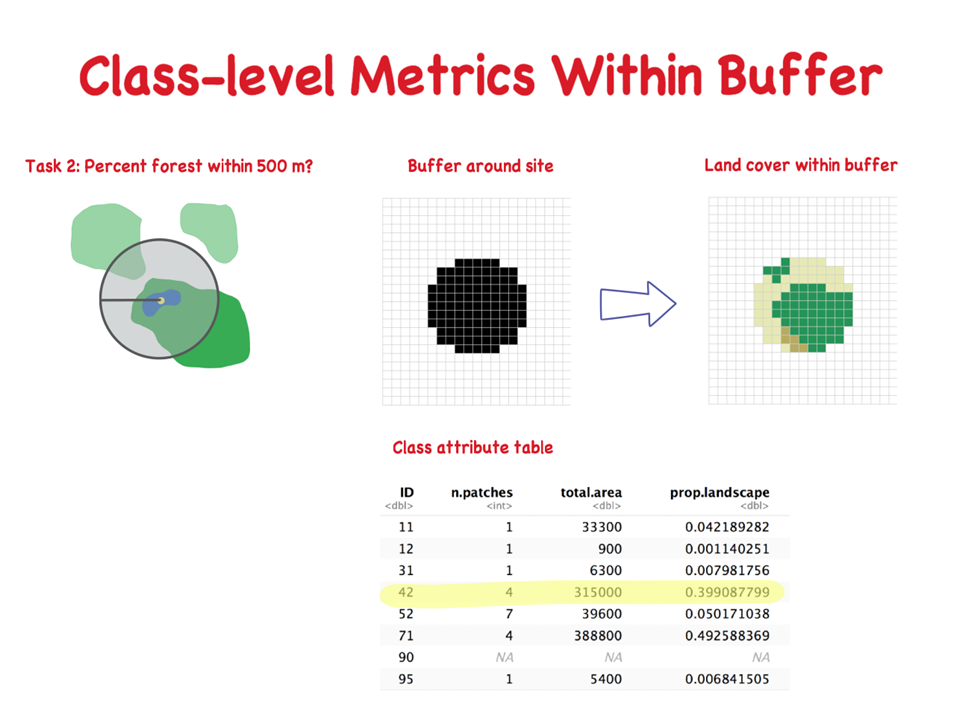 Class-level Metrics Within Buffer
Task 2: Percent forest within 500 m?
Buffer around site
Land cover within buffer
Class attribute table
ID n.patches total.area prop.landscape
<dbl> <int> <dbl> <dbl>
11 1 33300 0.042189282
12 1 900 0.001140251
31 1 6300 0.007981756
42 4 315000 0.399087799
52 7 39600 0.050171038
71 4 388800 0.492588369
90 NA NA NA
95 1 5400 0.006841505